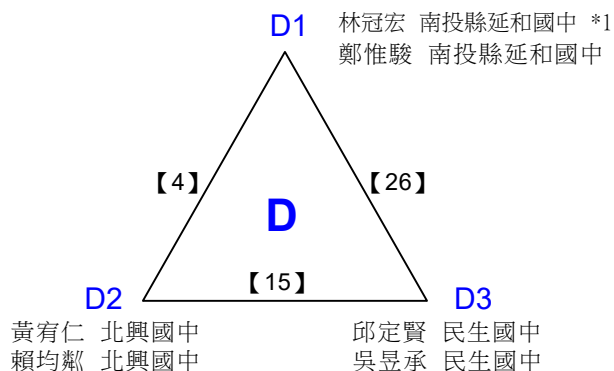 D1
林冠宏 南投縣延和國中 *1
鄭惟駿 南投縣延和國中
【4】
【26】
D
【15】
D2
D3
黃宥仁 北興國中
賴均鄰 北興國中
邱定賢 民生國中
吳昱承 民生國中